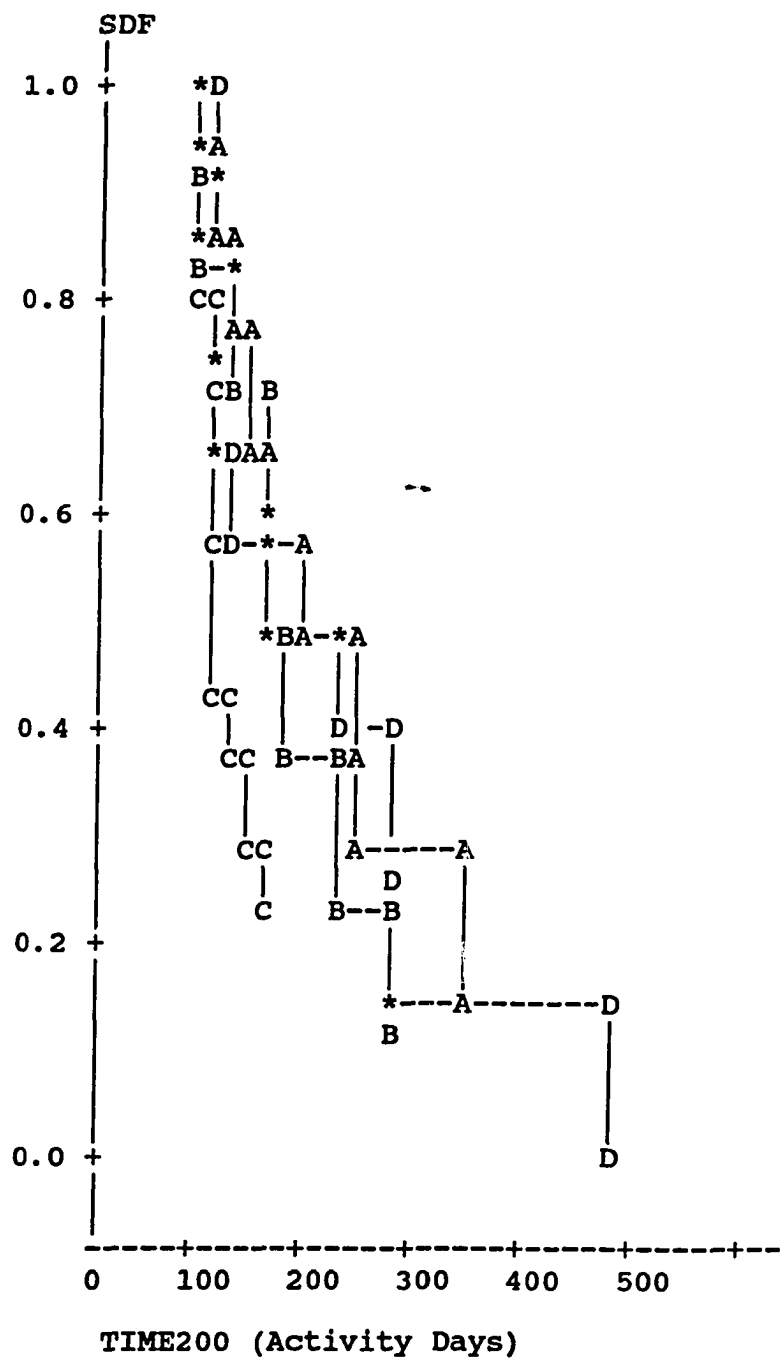 SDF
1.0 + *D
*A
B*
*AA
B-*
0.8 + CC
AA
*
CB B
*DAA
0.6 + *
CD-*-A
*BA-*A
CC
0.4 + D -D
CC B--BA
CC A-----A
D
C B--B
0.2 +
*---A-------D
B
0.0 + D
0 100 200 300 400 500
TIME200 (Activity Days)